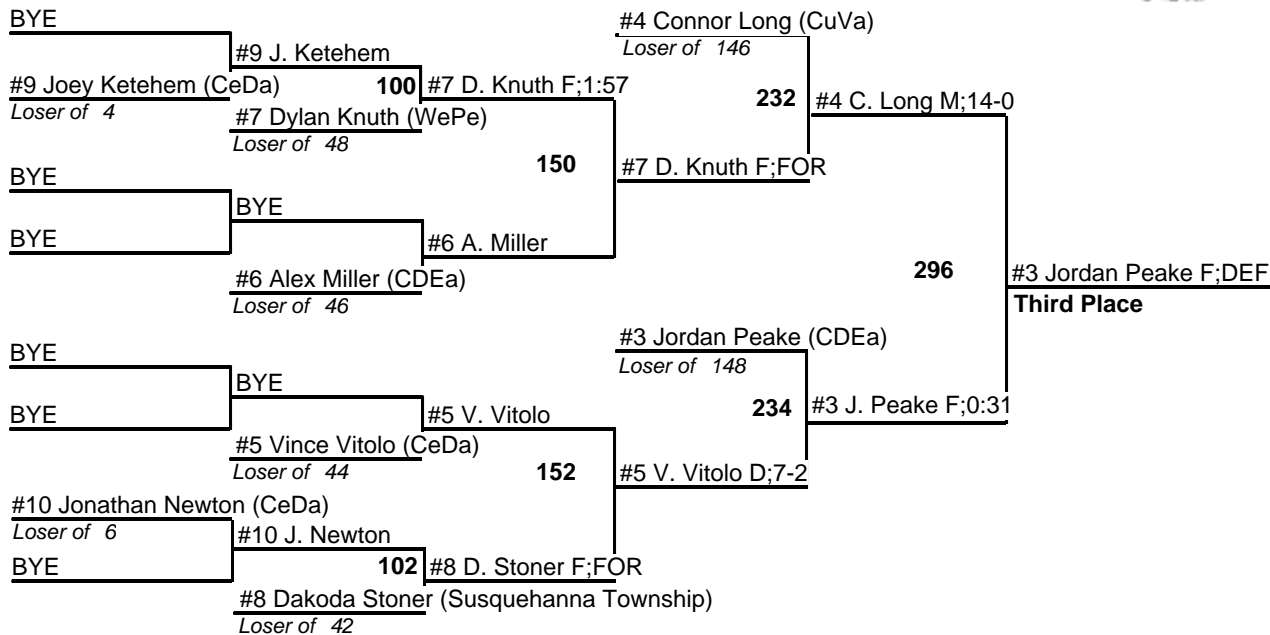 BYE
#4 Connor Long (CuVa)
Loser of 146
#9 J. Ketehem
#9 Joey Ketehem (CeDa)
Loser of 4
100
#7 D. Knuth F;1:57
232
#4 C. Long M;14-0
#7 Dylan Knuth (WePe)
Loser of 48
150
#7 D. Knuth F;FOR
BYE
BYE
BYE
#6 A. Miller
#6 Alex Miller (CDEa)
Loser of 46
296
#3 Jordan Peake F;DEF
Third Place
#3 Jordan Peake (CDEa)
Loser of 148
BYE
BYE
BYE
#5 V. Vitolo
234
#3 J. Peake F;0:31
#5 Vince Vitolo (CeDa)
Loser of 44
152
#5 V. Vitolo D;7-2
#10 Jonathan Newton (CeDa)
Loser of 6
#10 J. Newton
BYE
102
#8 D. Stoner F;FOR
#8 Dakoda Stoner (Susquehanna Township)
Loser of 42